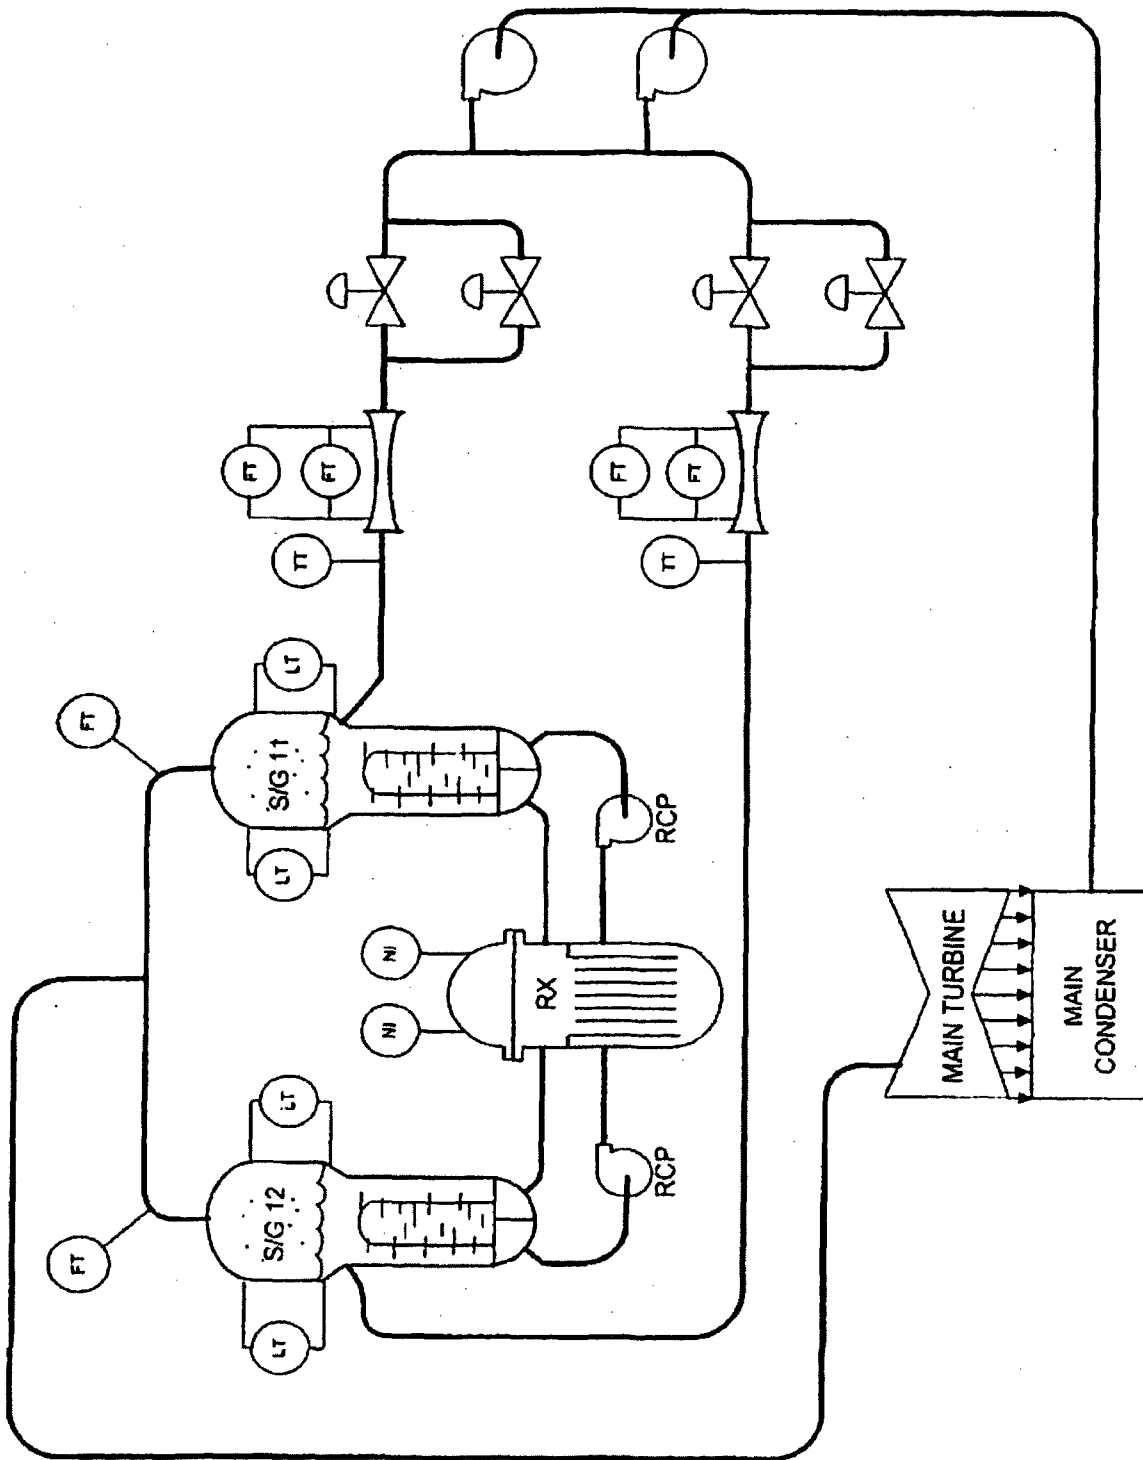 FT
FT
FT
FT
TT
TT
FT
LT
S/G 11
LT
RCP
NI
NI
RX
LT
S/G 12
LT
RCP
FT
FT
MAIN TURBINE
MAIN
CONDENSER